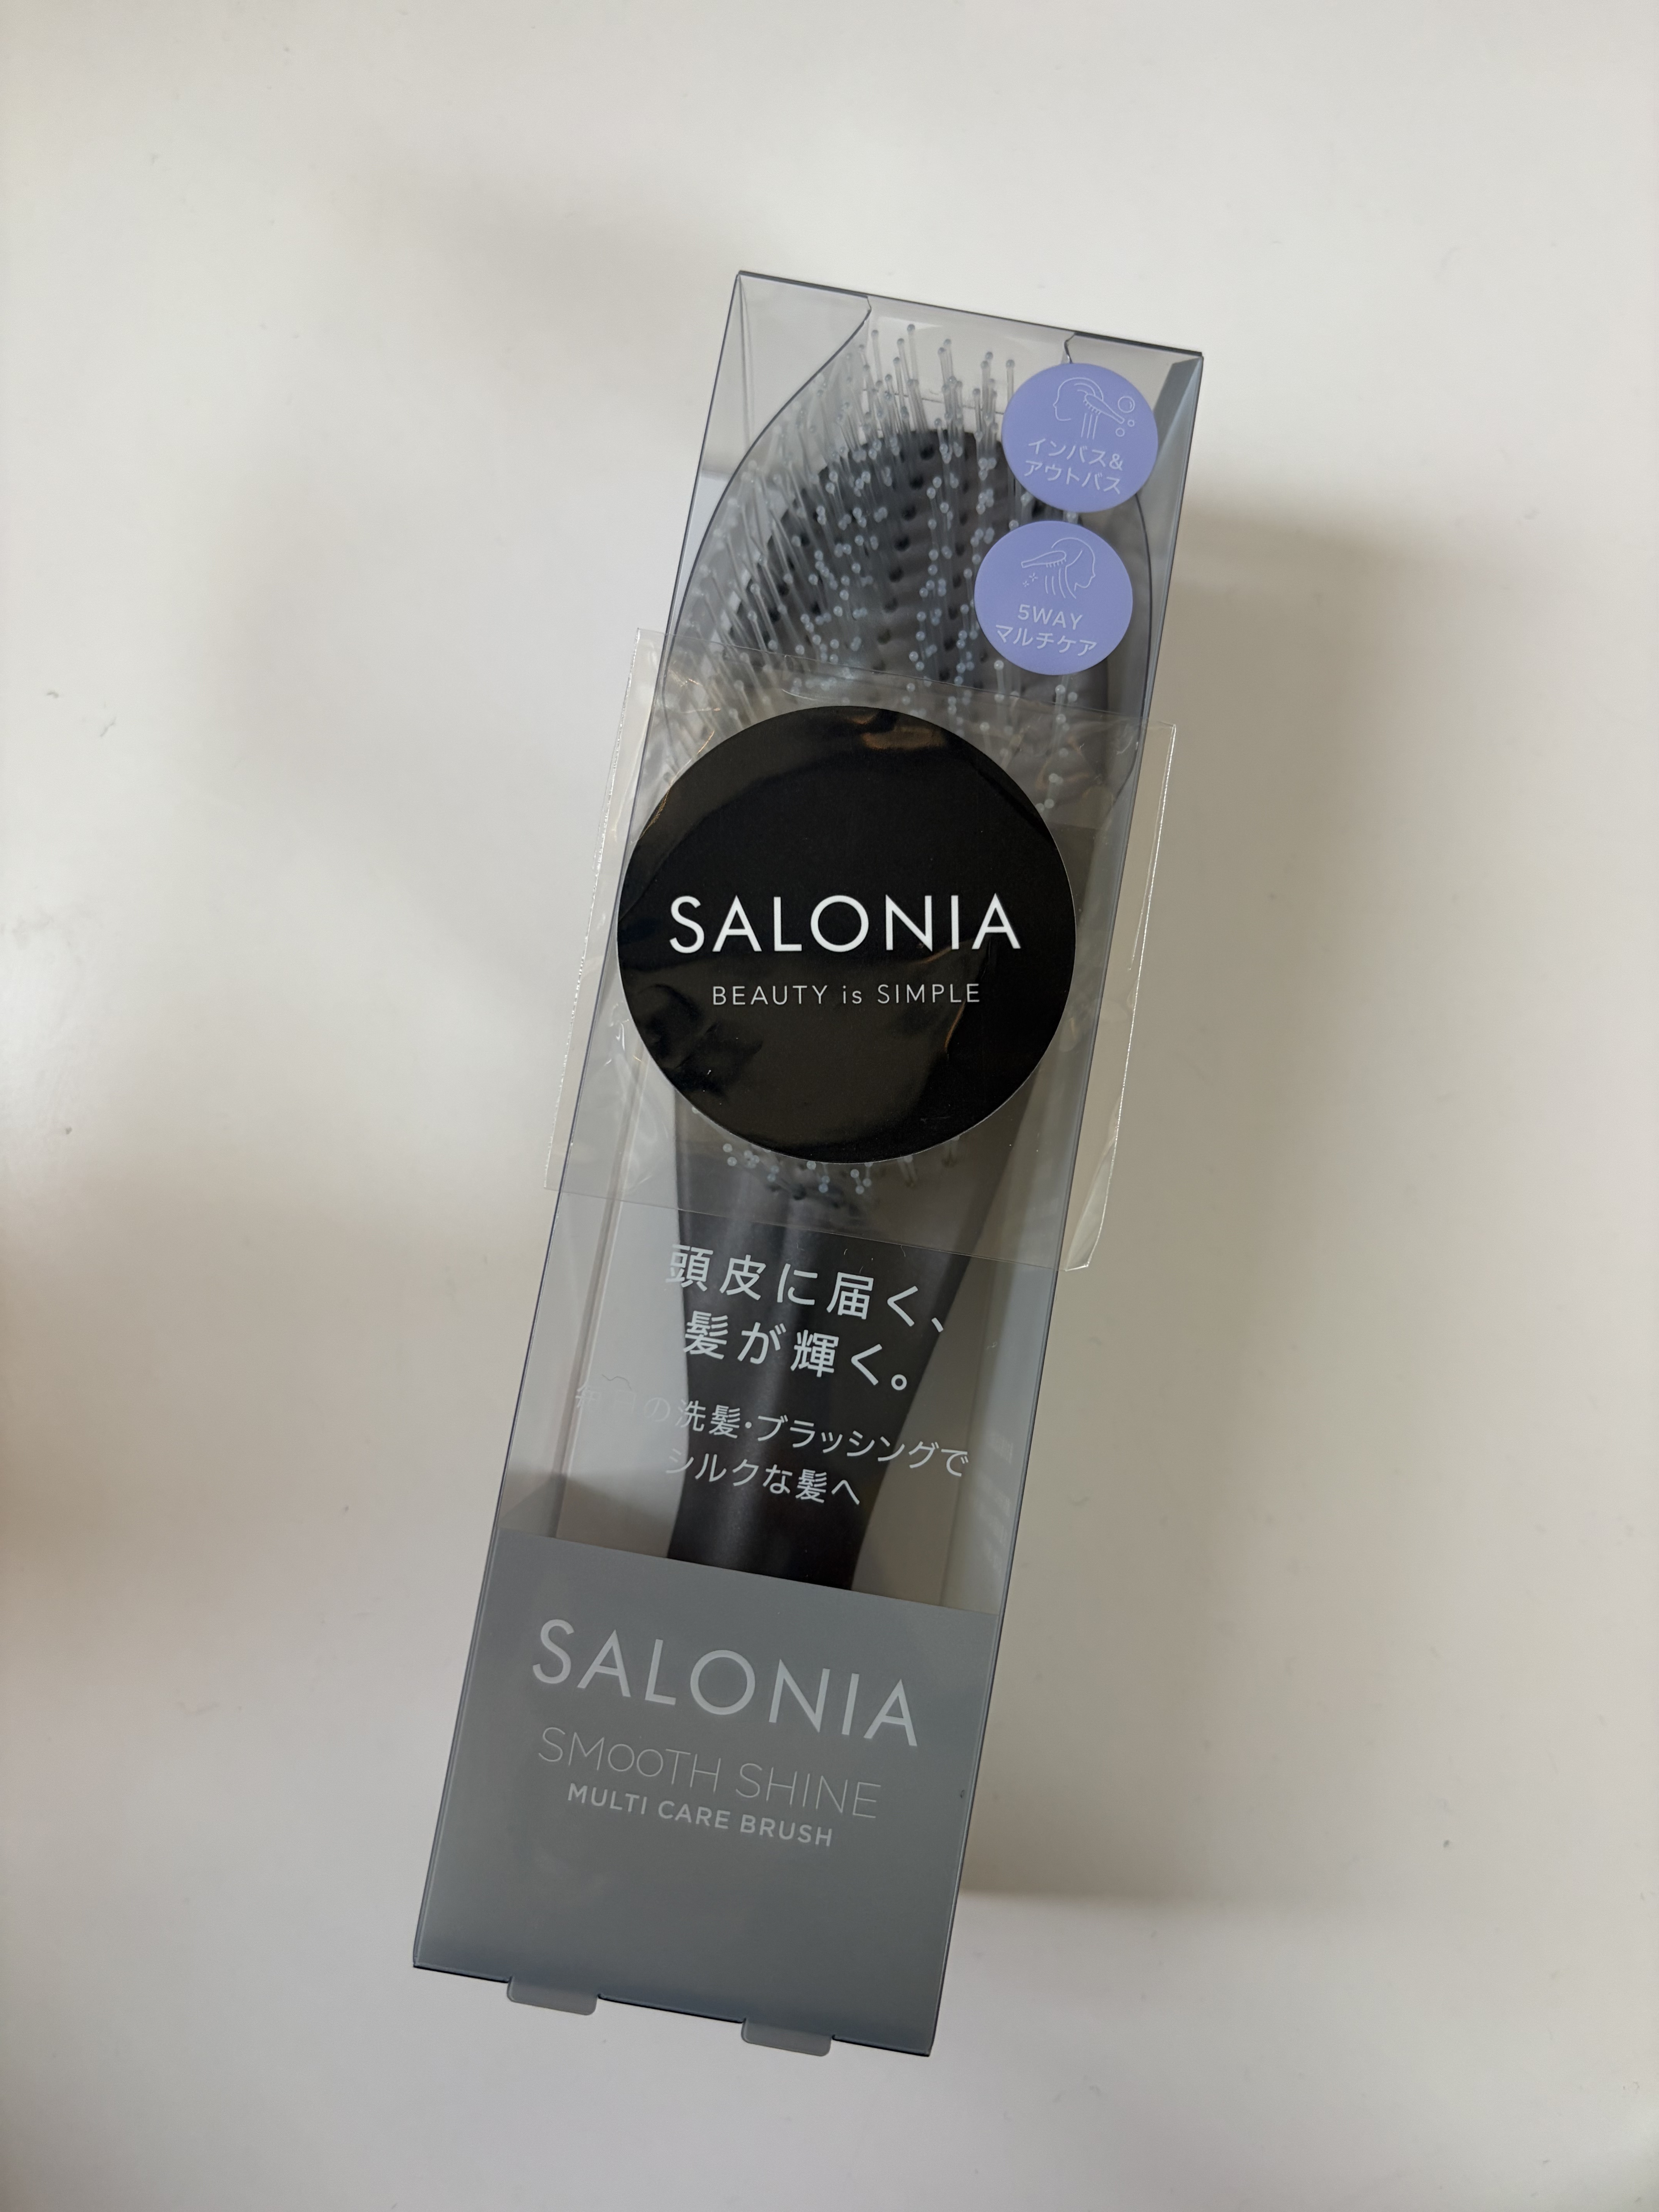 インバス&
アウトバス
5WAY
マルチケア
SALONIA
BEAUTY is SIMPLE
頭皮に届く、
髪が輝く。
毎日の洗髪・ブラッシングで
シルクな髪へ
SALONIA
SMOOTH SHINE
MULTI CARE BRUSH